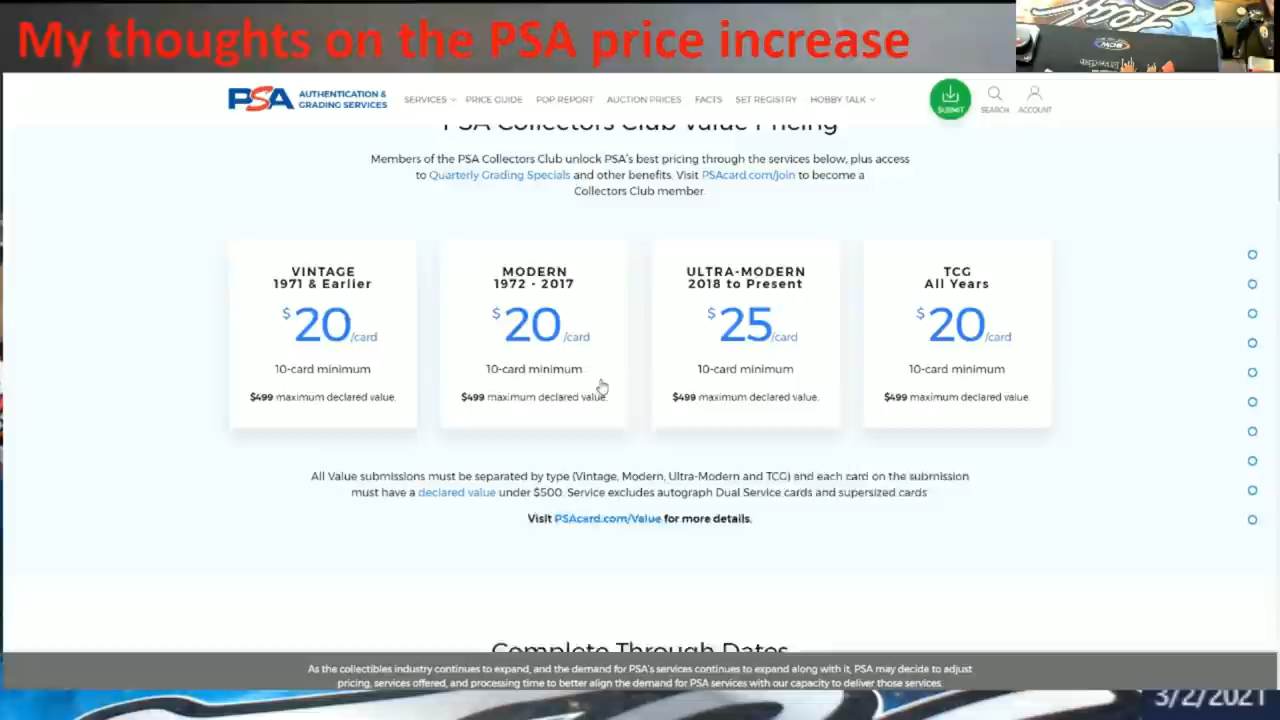 My thoughts on the PSA price increase
PSA AUTHENTICATION & GRADING SERVICES
SERVICES PRICE GUIDE POP REPORT AUCTION PRICES FACTS SET REGISTRY HOBBY TALK SUBMIT SEARCH ACCOUNT
PSA Collectors Club Value Pricing
Members of the PSA Collectors Club unlock PSA's best pricing through the services below, plus access
to Quarterly Grading Specials and other benefits. Visit PSAcard.com/join to become a
Collectors Club member.
VINTAGE
1971 & Earlier
$20/card
10-card minimum
$499 maximum declared value.
MODERN
1972 - 2017
$20/card
10-card minimum
$499 maximum declared value.
ULTRA-MODERN
2018 to Present
$25/card
10-card minimum
$499 maximum declared value.
TCG
All Years
$20/card
10-card minimum
$499 maximum declared value
All Value submissions must be separated by type (Vintage, Modern, Ultra-Modern and TCG) and each card on the submission
must have a declared value under $500. Service excludes autograph Dual Service cards and supersized cards
Visit PSAcard.com/Value for more details.
Complete Through Dates
As the collectibles industry continues to expand, and the demand for PSA's services continues to expand along with it, PSA may decide to adjust
pricing, services offered, and processing time to better align the demand for PSA services with our capacity to deliver those services.
3/2/2021